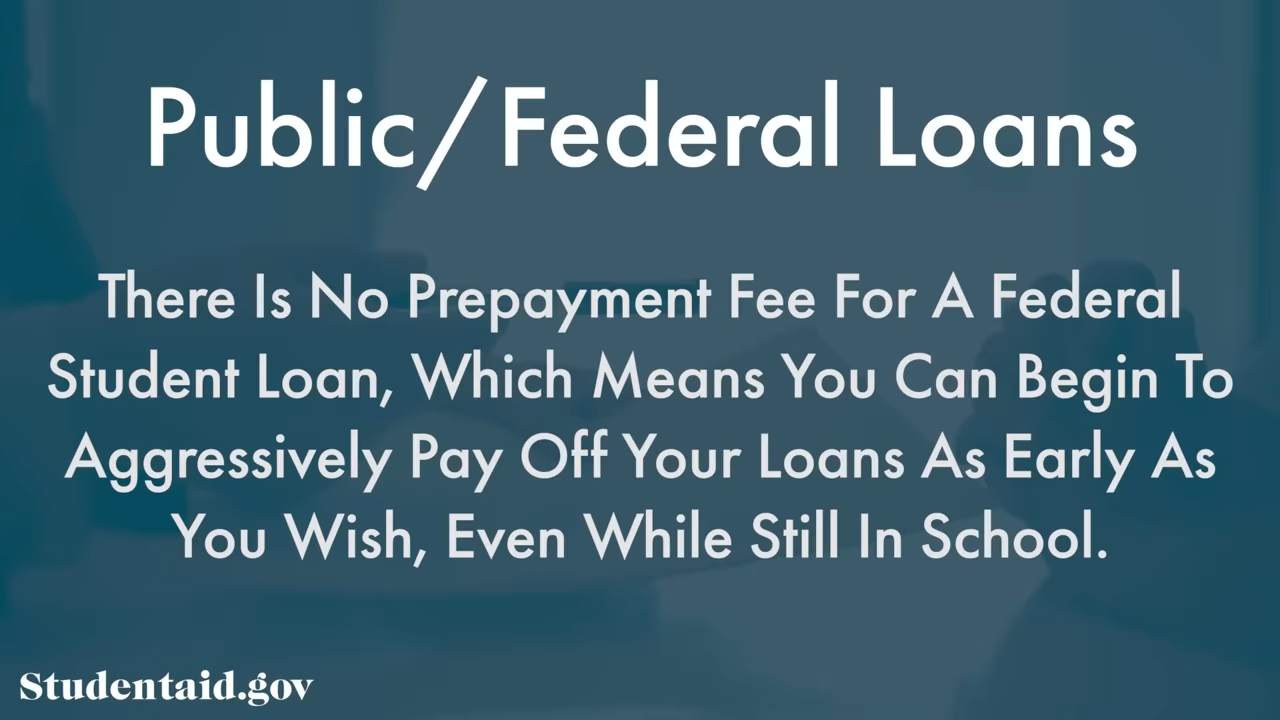 Public/Federal Loans
There Is No Prepayment Fee For A Federal
Student Loan, Which Means You Can Begin To
Aggressively Pay Off Your Loans As Early As
You Wish, Even While Still In School.
Studentaid.gov